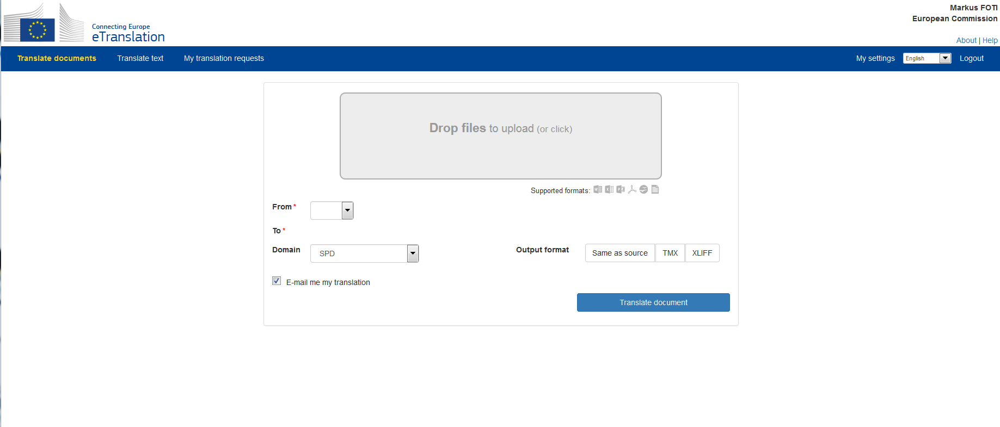 Markus FOTI
European Commission
Connecting Europe
eTranslation
About | Help
Translate documents Translate text My translation requests My settings English Logout
Drop files to upload (or click)
Supported formats:
From *
To *
Domain SPD Output format Same as source TMX XLIFF
E-mail me my translation
Translate document